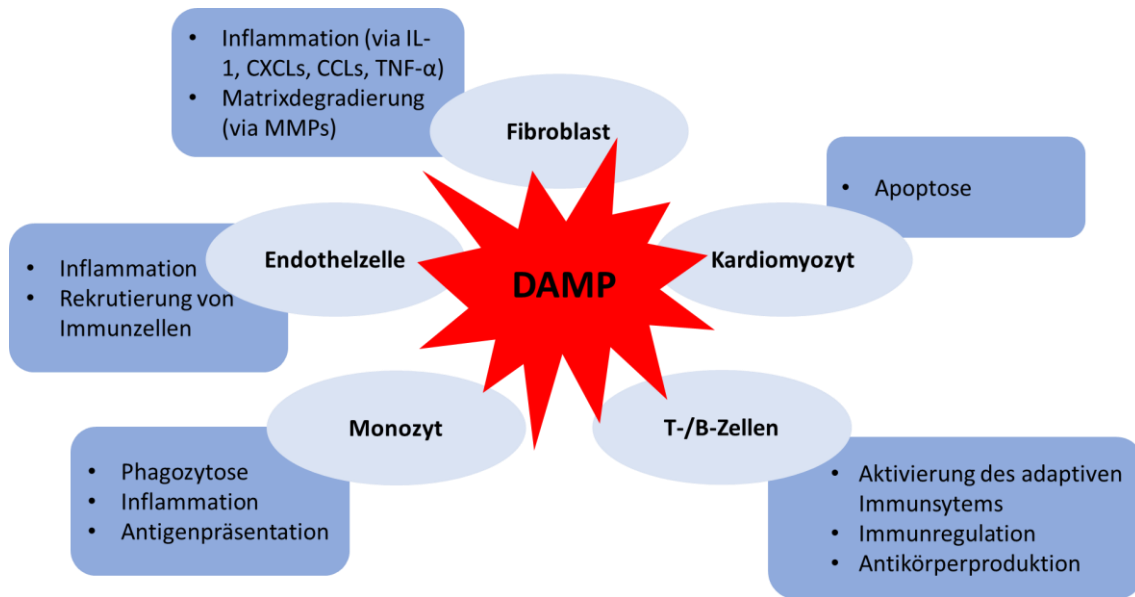 • Inflammation (via IL-
1, CXCLs, CCLs, TNF-α)
• Matrixdegradierung
(via MMPs)
Fibroblast
• Apoptose
Endothelzelle
DAMP
Kardiomyozyt
• Inflammation
• Rekrutierung von
Immunzellen
Monozyt
T-/B-Zellen
• Phagozytose
• Inflammation
• Antigenpräsentation
• Aktivierung des adaptiven
Immunsytems
• Immunregulation
• Antikörperproduktion